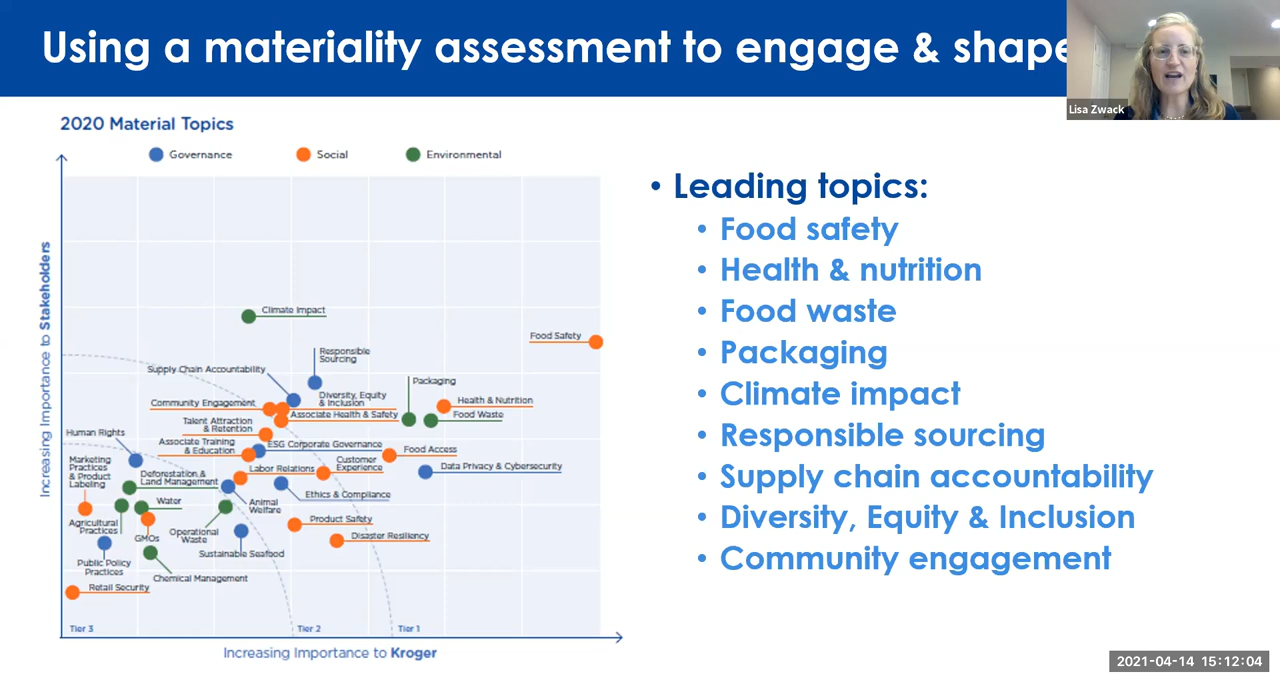 Using a materiality assessment to engage & shape
Lisa Zwack
2020 Material Topics
Governance
Social
Environmental
Increasing Importance to Stakeholders
Climate Impact
Food Safety
Responsible
Sourcing
Supply Chain Accountability
Packaging
Diversity, Equity
& Inclusion
Community Engagement
Health & Nutrition
Associate Health & Safety
Food Waste
Talent Attraction
& Retention
Human Rights
Associate Training
& Education
ESG Corporate Governance
Food Access
Marketing
Practices
& Product
Labeling
Deforestation &
Land Management
Labor Relations
Customer
Experience
Data Privacy & Cybersecurity
Water
Animal
Welfare
Ethics & Compliance
Agricultural
Practices
GMOs
Operational
Waste
Product Safety
Disaster Resiliency
Sustainable Seafood
Public Policy
Practices
Chemical Management
Retail Security
Tier 3
Tier 2
Tier 1
Increasing Importance to Kroger
• Leading topics:
• Food safety
• Health & nutrition
• Food waste
• Packaging
• Climate impact
• Responsible sourcing
• Supply chain accountability
• Diversity, Equity & Inclusion
• Community engagement
2021-04-14 15:12:04